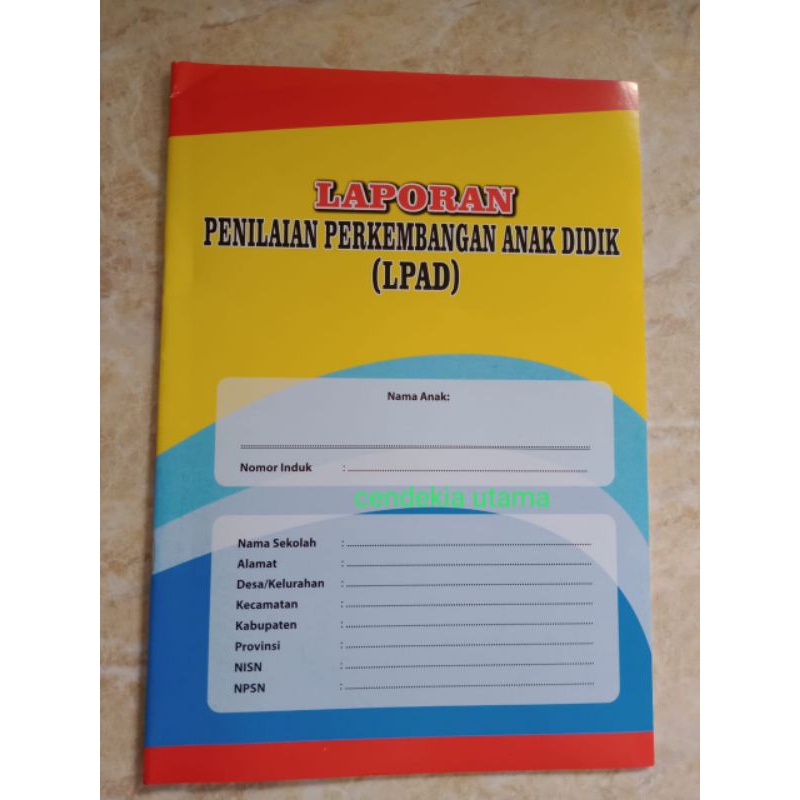 LAPORAN
PENILAIAN PERKEMBANGAN ANAK DIDIK
(LPAD)
Nama Anak:
Nomor Induk :
cendekia utama
Nama Sekolah :
Alamat :
Desa/Kelurahan :
Kecamatan :
Kabupaten :
Provinsi :
NISN :
NPSN :